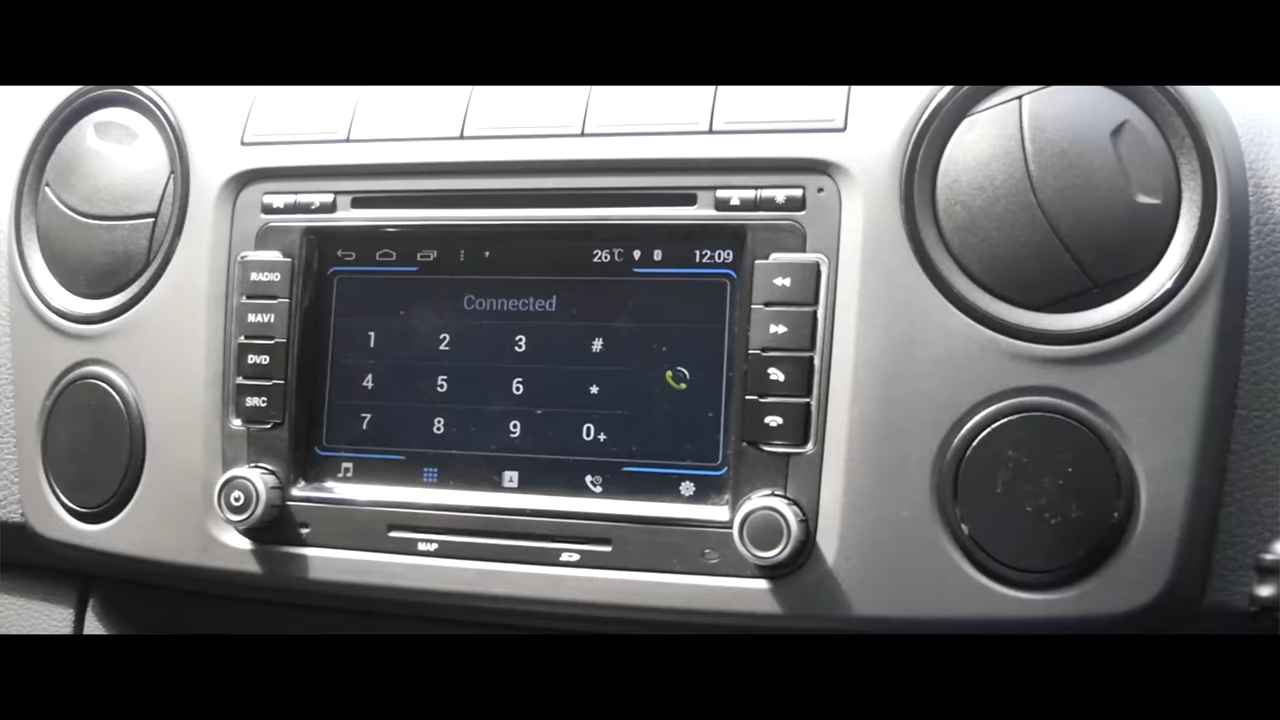 26℃ 12:09
RADIO
NAVI
DVD
SRC
Connected
1 2 3 #
4 5 6 *
7 8 9 0+
MAP